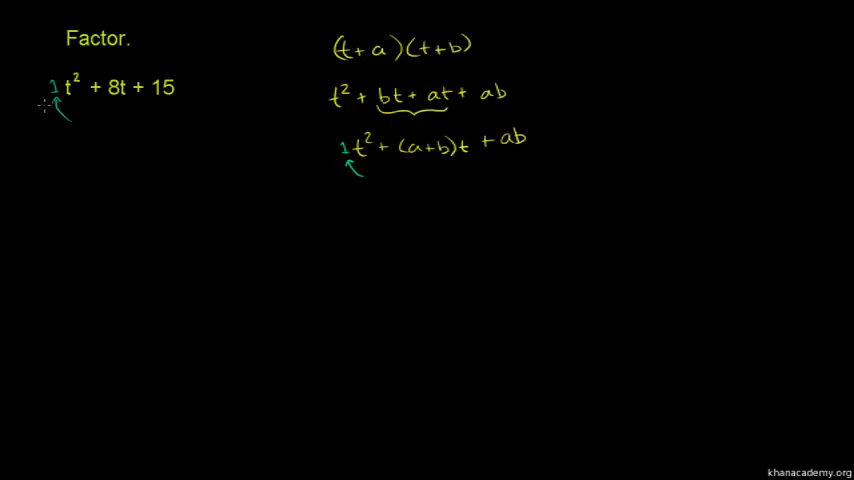 Factor.
1t² + 8t + 15
(t+a)(t+b)
t² + bt + at + ab
1t² + (a+b)t + ab
khanacademy.org